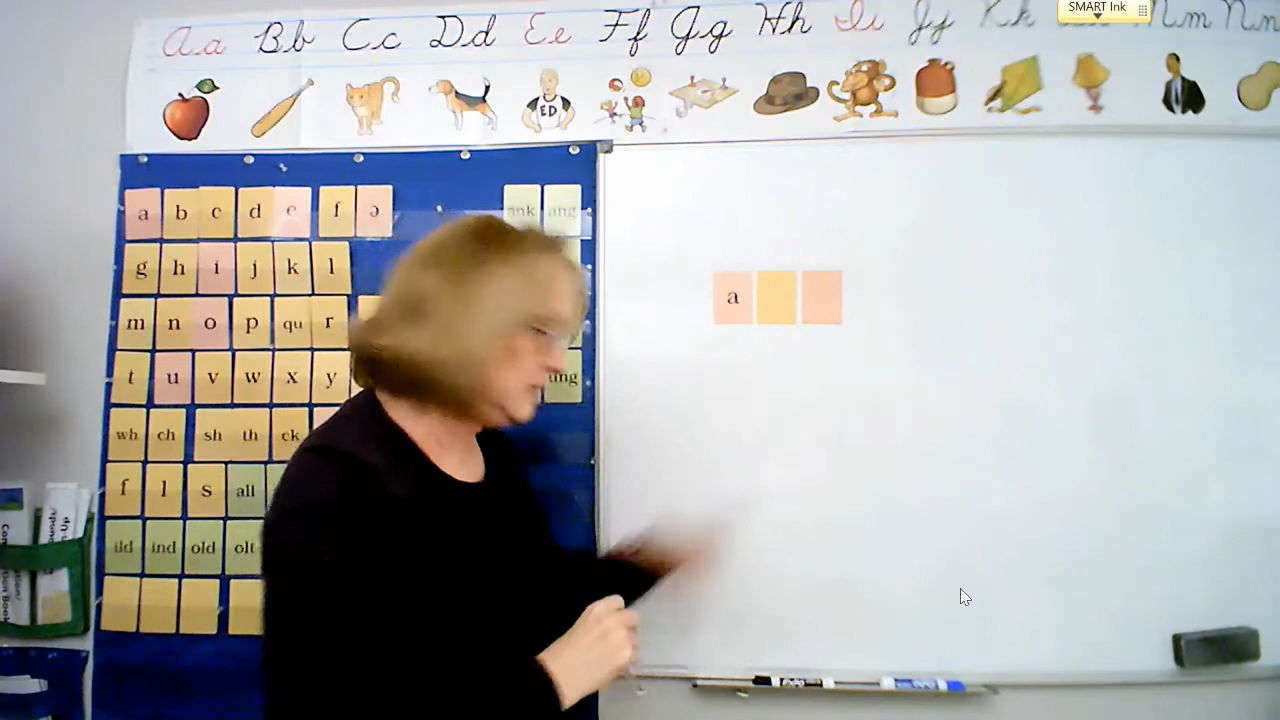 SMART Ink
Aa Bb Cc Dd Ee Ff Gg Hh Ii Jj Kk Mm Nn
ED
a b c d e f ə ank ang
g h i j k l
m n o p qu r
a
t u v w x y ung
wh ch sh th ck
f l s all
ild ind old olt